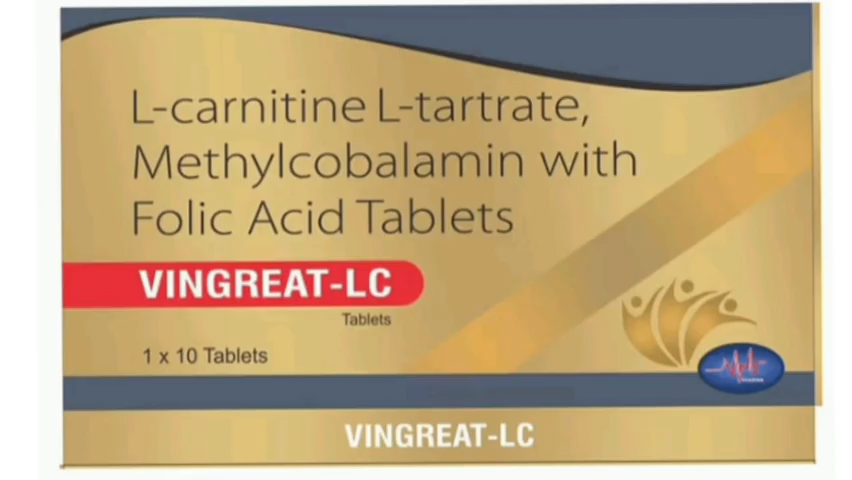 L-carnitine L-tartrate,
Methylcobalamin with
Folic Acid Tablets
VINGREAT-LC
Tablets
1 x 10 Tablets
VINGREAT-LC